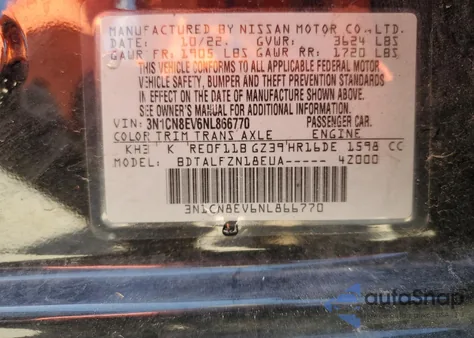 MANUFACTURED BY NISSAN MOTOR CO., LTD.
DATE: 10/22. GVWR: 3624 LBS
GAWR FR: 1905 LBS GAWR RR: 1720 LBS
THIS VEHICLE CONFORMS TO ALL APPLICABLE FEDERAL MOTOR
VEHICLE SAFETY, BUMPER AND THEFT PREVENTION STANDARDS
IN EFFECT ON THE DATE OF MANUFACTURE SHOWN ABOVE.
SEE OWNER'S MANUAL FOR ADDITIONAL INFORMATION.
VIN: 3N1CN8EV6NL866770 PASSENGER CAR.
COLOR TRIM TRANS AXLE ENGINE
KH3 K RE0F11B GZ39 HR16DE 1598 CC
MODEL: BDTALFZN18EUA----- 42000
3N1CN8EV6NL866770
autoSnap